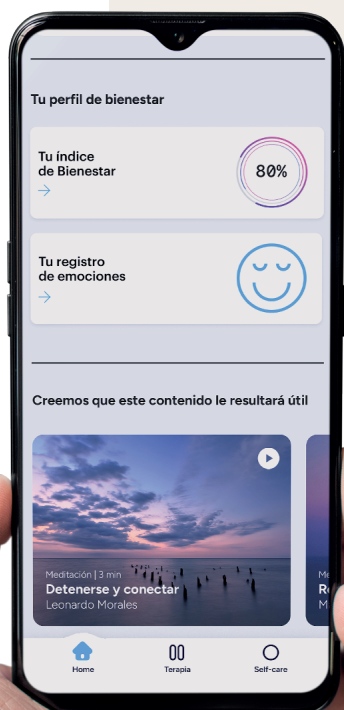 Tu perfil de bienestar
Tu índice
de Bienestar
80%
Tu registro
de emociones
Creemos que este contenido le resultará útil
Meditación | 3 min
Detenerse y conectar
Leonardo Morales
Me
R
M
Home
Terapia
Self-care